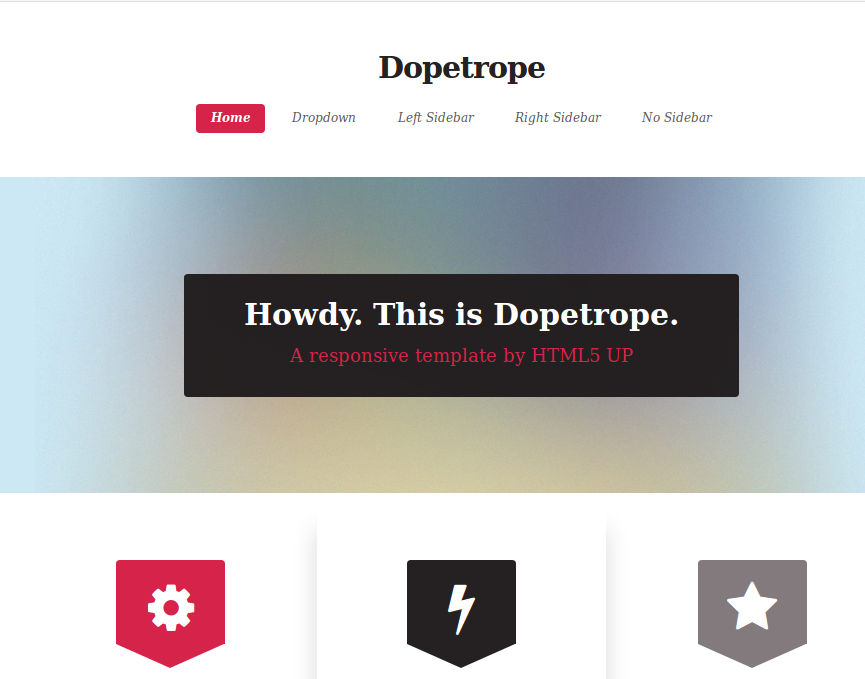 Dopetrope
Home Dropdown Left Sidebar Right Sidebar No Sidebar
Howdy. This is Dopetrope.
A responsive template by HTML5 UP